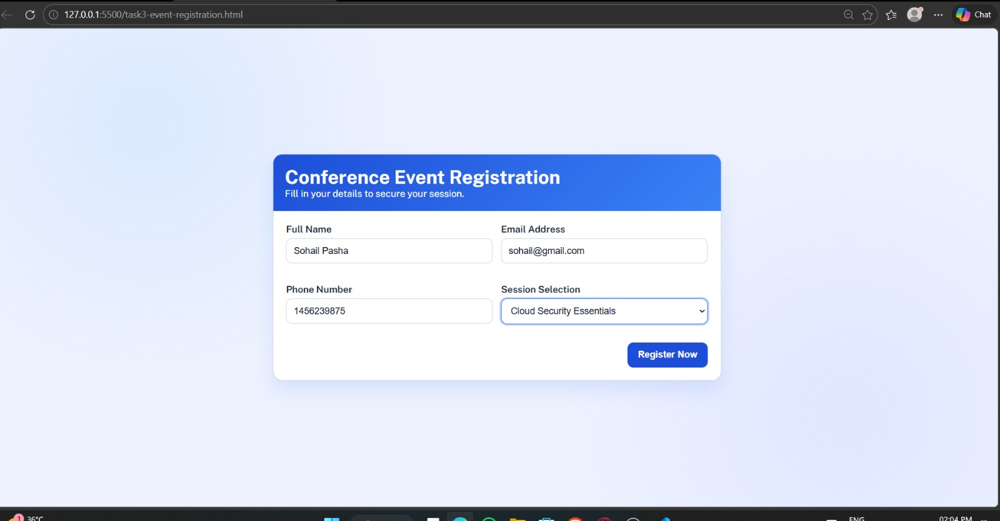 127.0.0.1:5500/task3-event-registration.html
Chat
Conference Event Registration
Fill in your details to secure your session.
Full Name
Email Address
Sohail Pasha
sohail@gmail.com
Phone Number
Session Selection
1456239875
Cloud Security Essentials
Register Now
1
36°C
ENG
02:04 PM